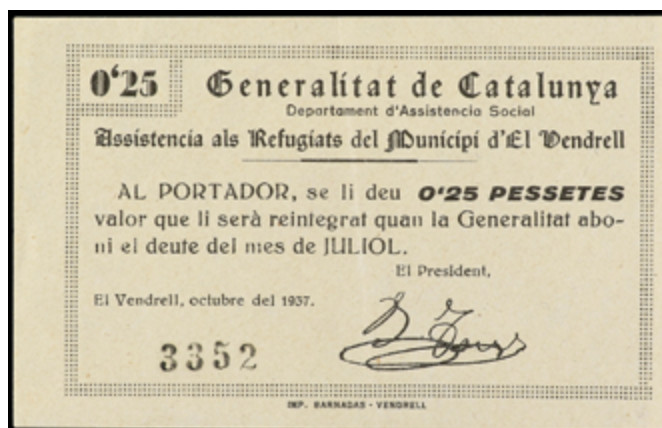 0'25
Generalitat de Catalunya
Departament d'Assistencia Social
Assistencia als Refugiats del Municipi d'El Vendrell
AL PORTADOR, se li deu 0'25 PESSETES
valor que li serà reintegrat quan la Generalitat abo-
ni el deute del mes de JULIOL.
El President,
El Vendrell, octubre del 1937.
3352
IMP. BARNADAS - VENDRELL